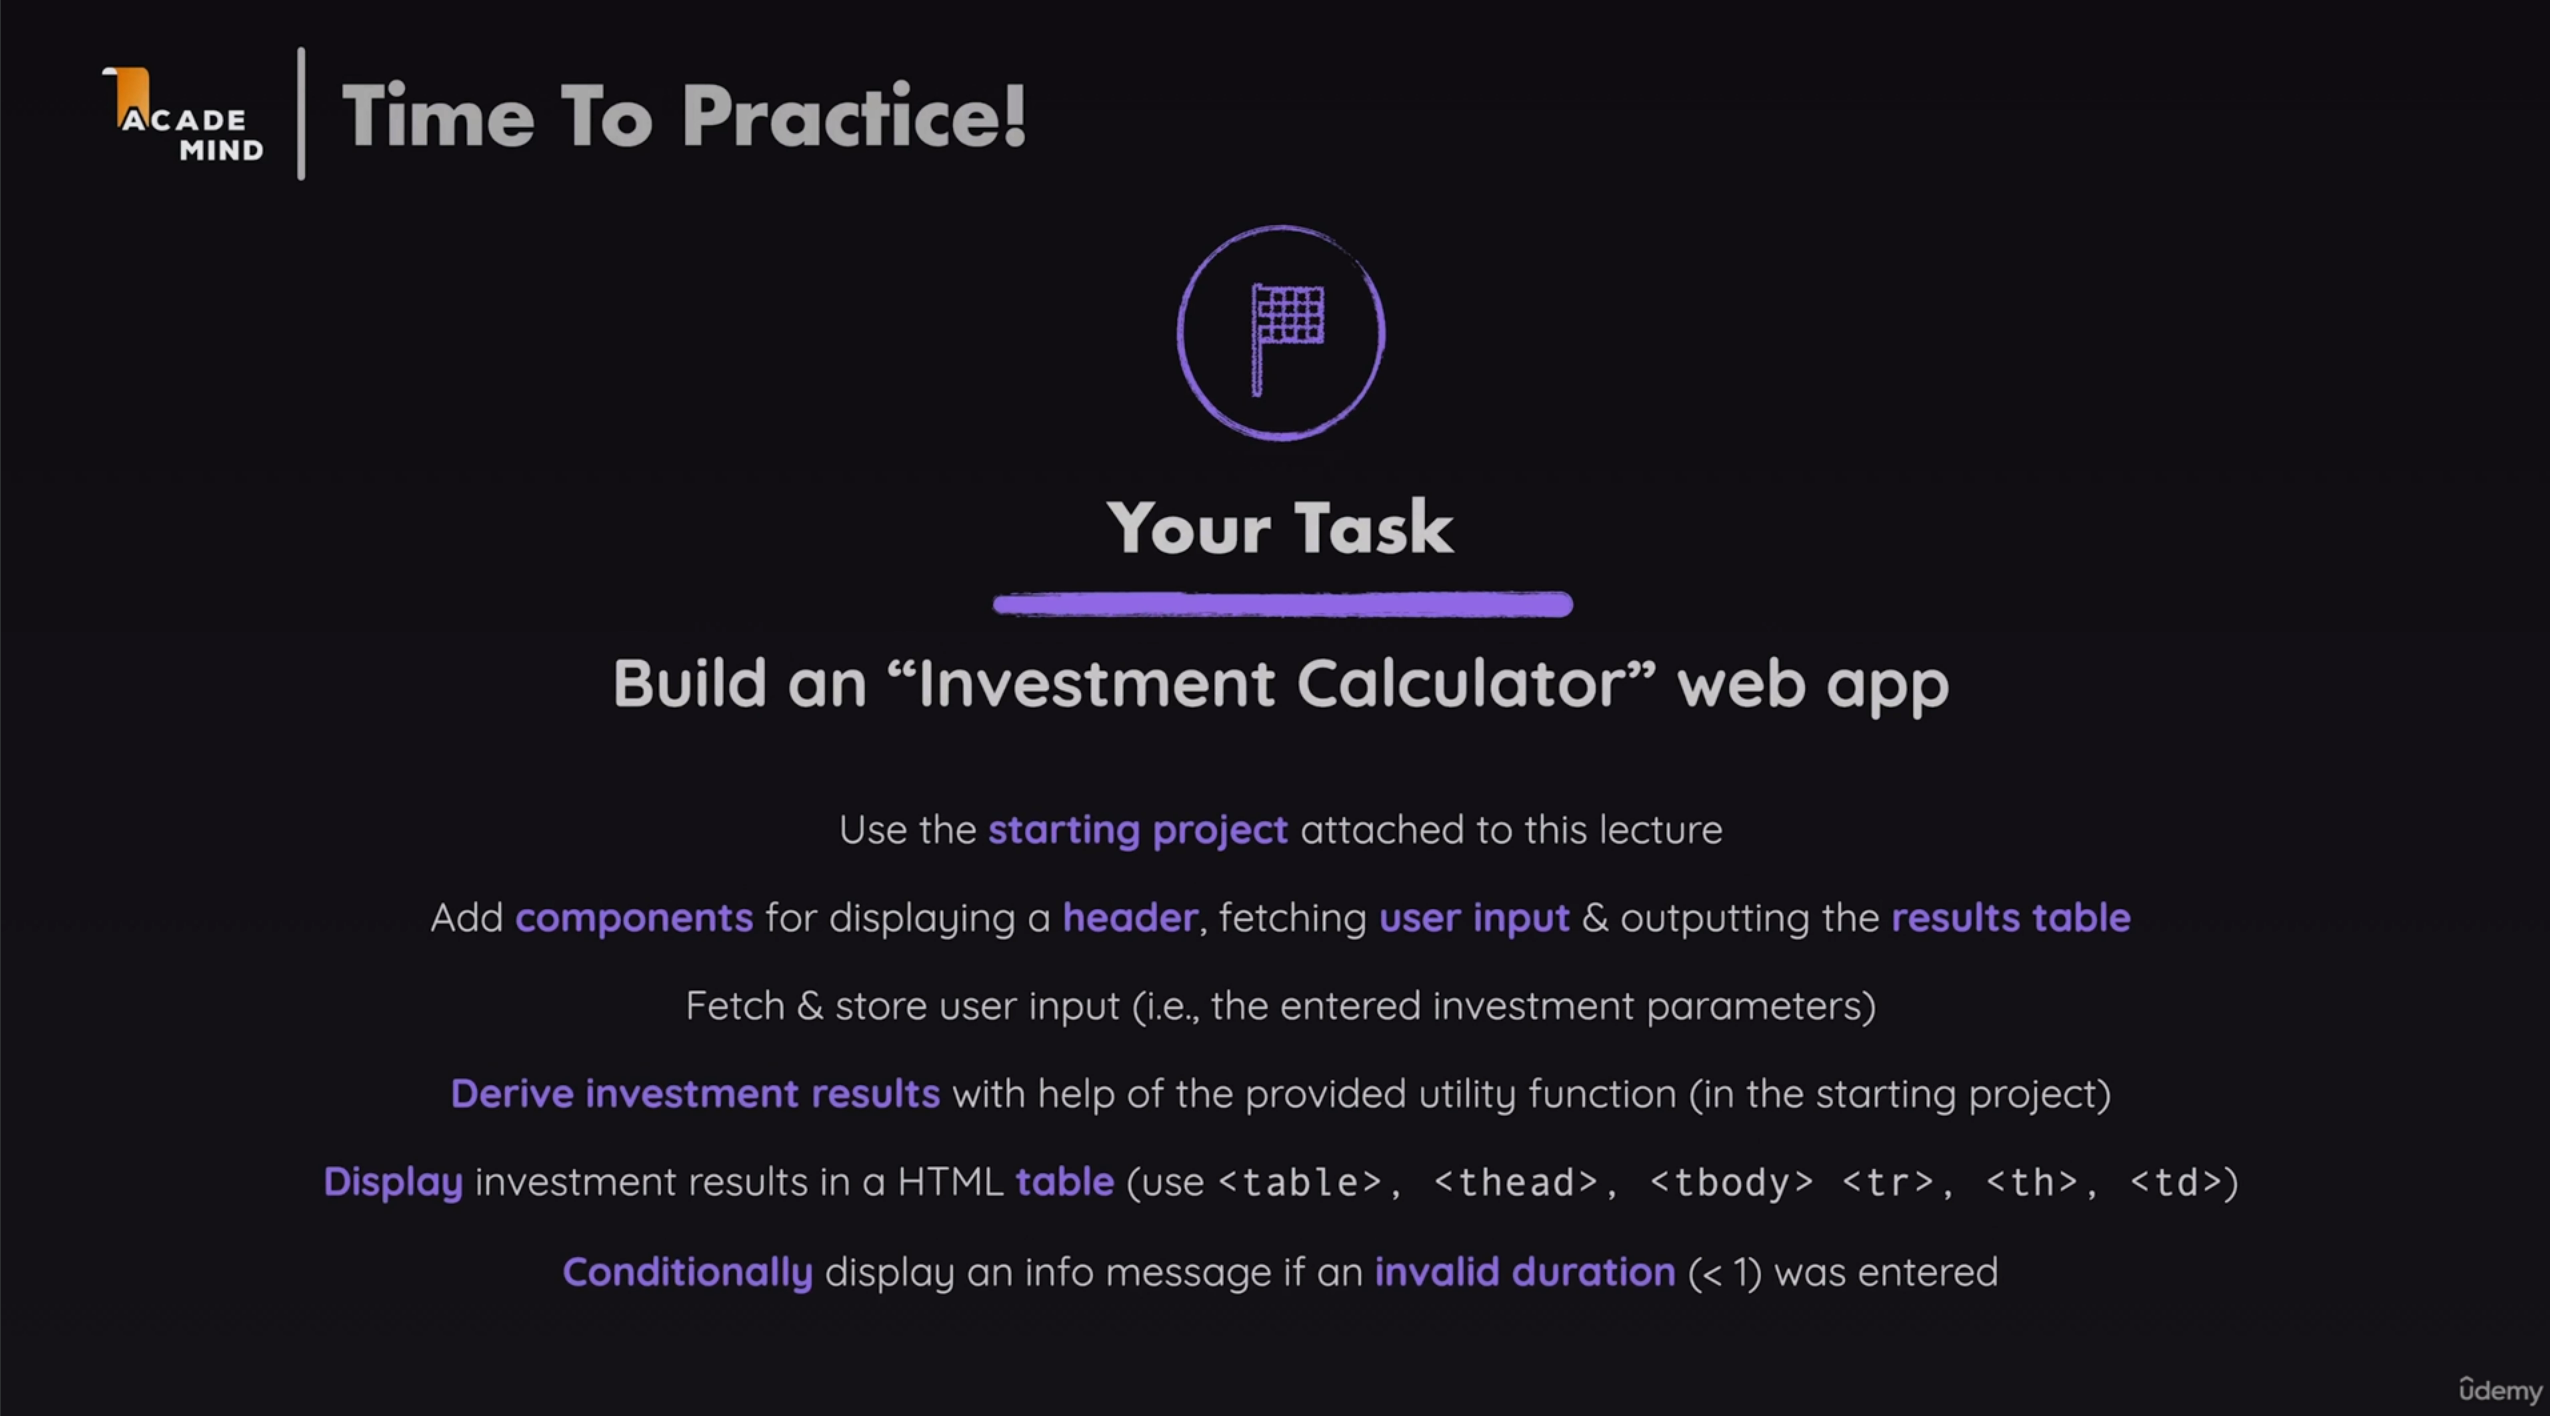 ACADE
MIND
Time To Practice!
Your Task
Build an “Investment Calculator” web app
Use the starting project attached to this lecture
Add components for displaying a header, fetching user input & outputting the results table
Fetch & store user input (i.e., the entered investment parameters)
Derive investment results with help of the provided utility function (in the starting project)
Display investment results in a HTML table (use <table>, <thead>, <tbody> <tr>, <th>, <td>)
Conditionally display an info message if an invalid duration (< 1) was entered
ûdemy